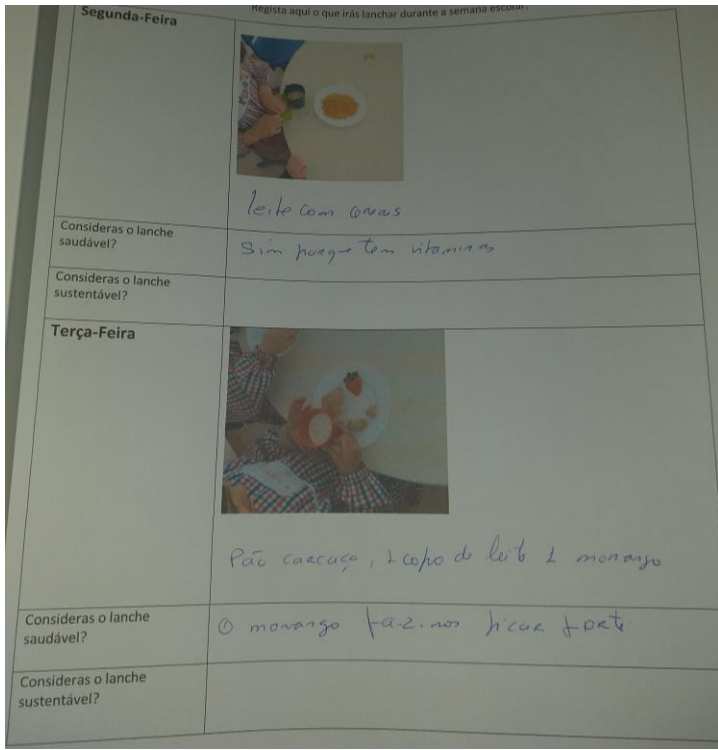 Regista aqui o que irás lanchar durante a semana escolar.
Segunda-Feira
leite com cereais
Consideras o lanche
saudável?
Sim porque tem vitaminas
Consideras o lanche
sustentável?
Terça-Feira
Pão carcaça, 1 copo de leite 1 morango
Consideras o lanche
saudável?
O morango faz-nos ficar forte
Consideras o lanche
sustentável?